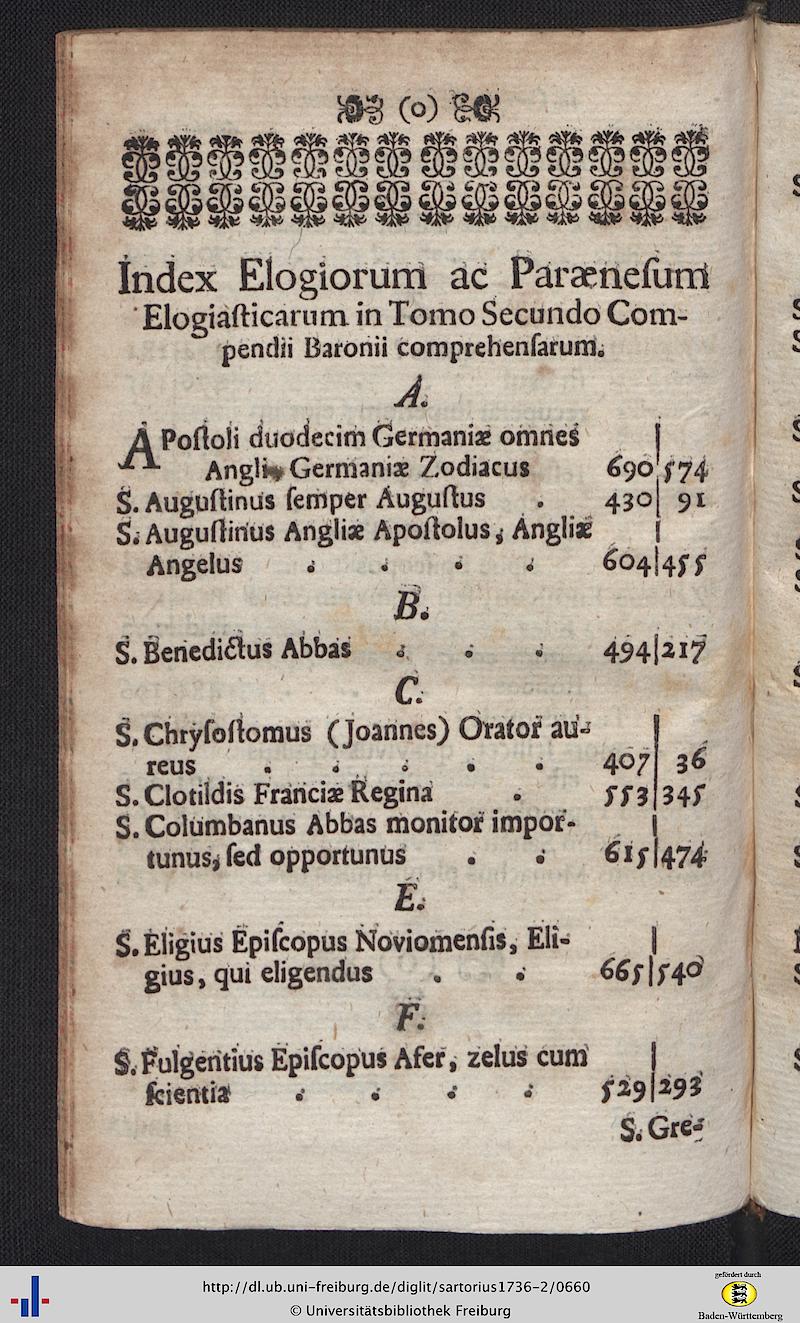 (o)
Index Elogiorum ac Parænesum
Elogiaſticarum in Tomo Secundo Com-
pendii Baronii comprehenſarum.
A.
APoſtoli duodecim Germaniæ omnes
Angli, Germaniæ Zodiacus 690 574
S. Auguſtinus ſemper Auguſtus . 430 91
S. Auguſtinus Angliæ Apoſtolus, Angliæ
Angelus . . . . 604 455
B.
S. Benedictus Abbas . . . 494 217
C.
S. Chryſoſtomus (Joannes) Orator au-
reus . . . . . 407 36
S. Clotildis Franciæ Regina . 553 345
S. Columbanus Abbas monitor impor-
tunus, ſed opportunus . . 615 474
E.
S. Eligius Epiſcopus Noviomenſis, Eli-
gius, qui eligendus . . 665 540
F.
S. Fulgentius Epiſcopus Afer, zelus cum
ſcientia . . . . 529 293
S. Gre-
http://dl.ub.uni-freiburg.de/diglit/sartorius1736-2/0660
© Universitätsbibliothek Freiburg
gefördert durch
Baden-Württemberg